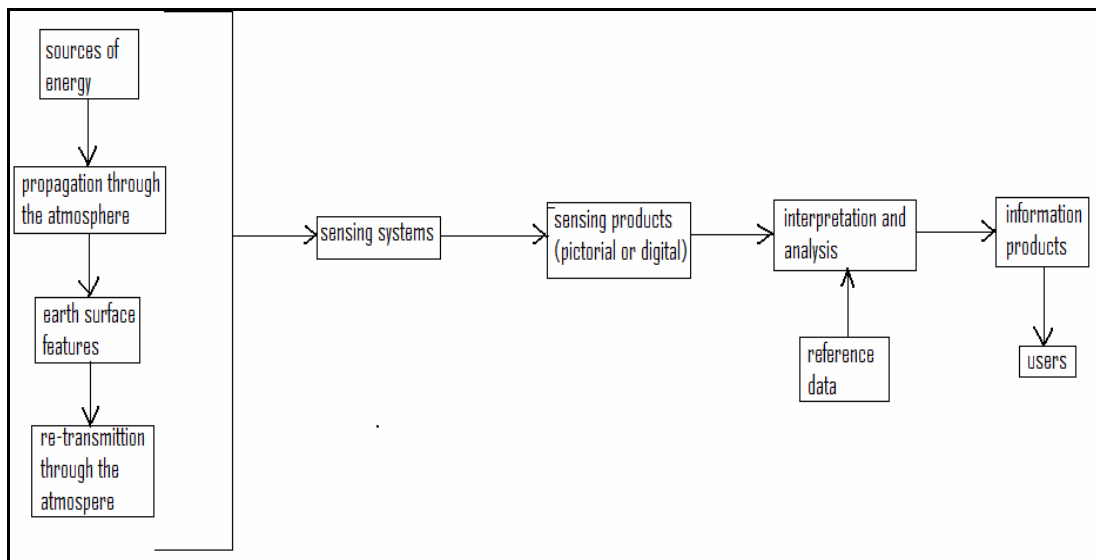 sources of
energy
propagation through
the atmosphere
earth surface
features
re-transmittion
through the
atmospere
sensing systems
sensing products
(pictorial or digital)
interpretation and
analysis
reference
data
information
products
users